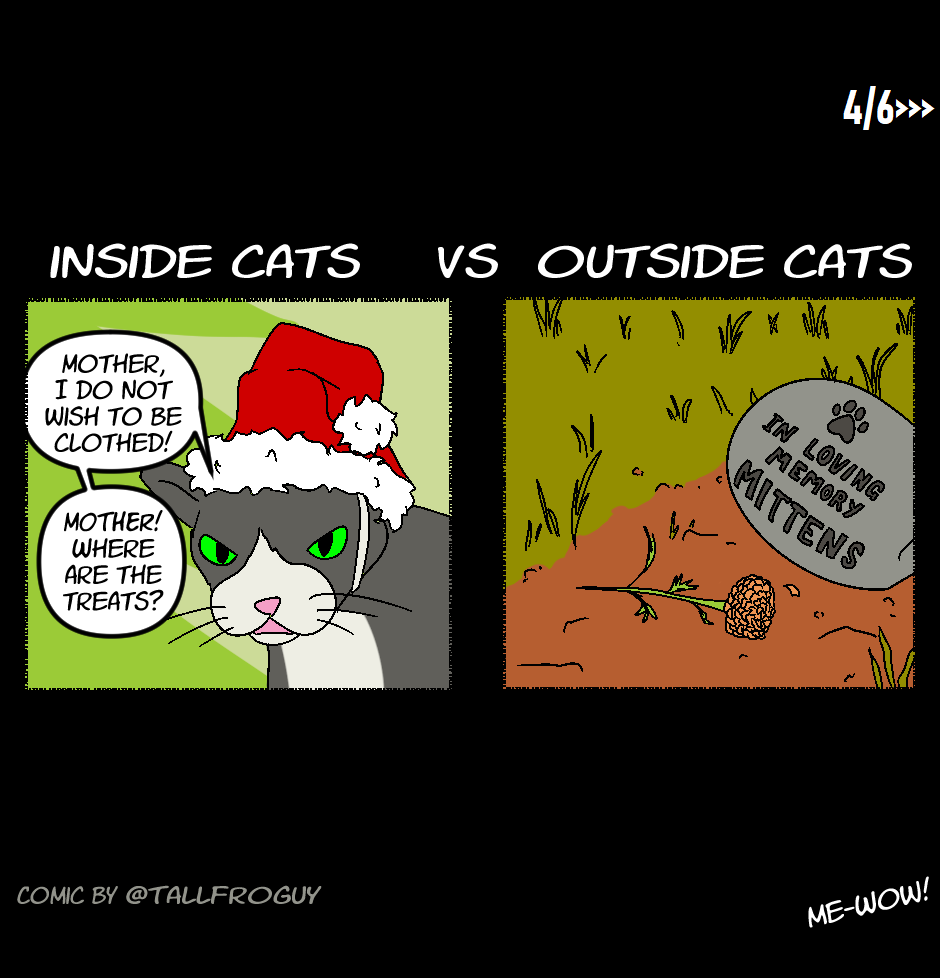 4/6>>>
INSIDE CATS VS OUTSIDE CATS
MOTHER,
I DO NOT
WISH TO BE
CLOTHED!
MOTHER!
WHERE
ARE THE
TREATS?
IN LOVING
MEMORY
MITTENS
COMIC BY @TALLFROGUY
ME-WOW!